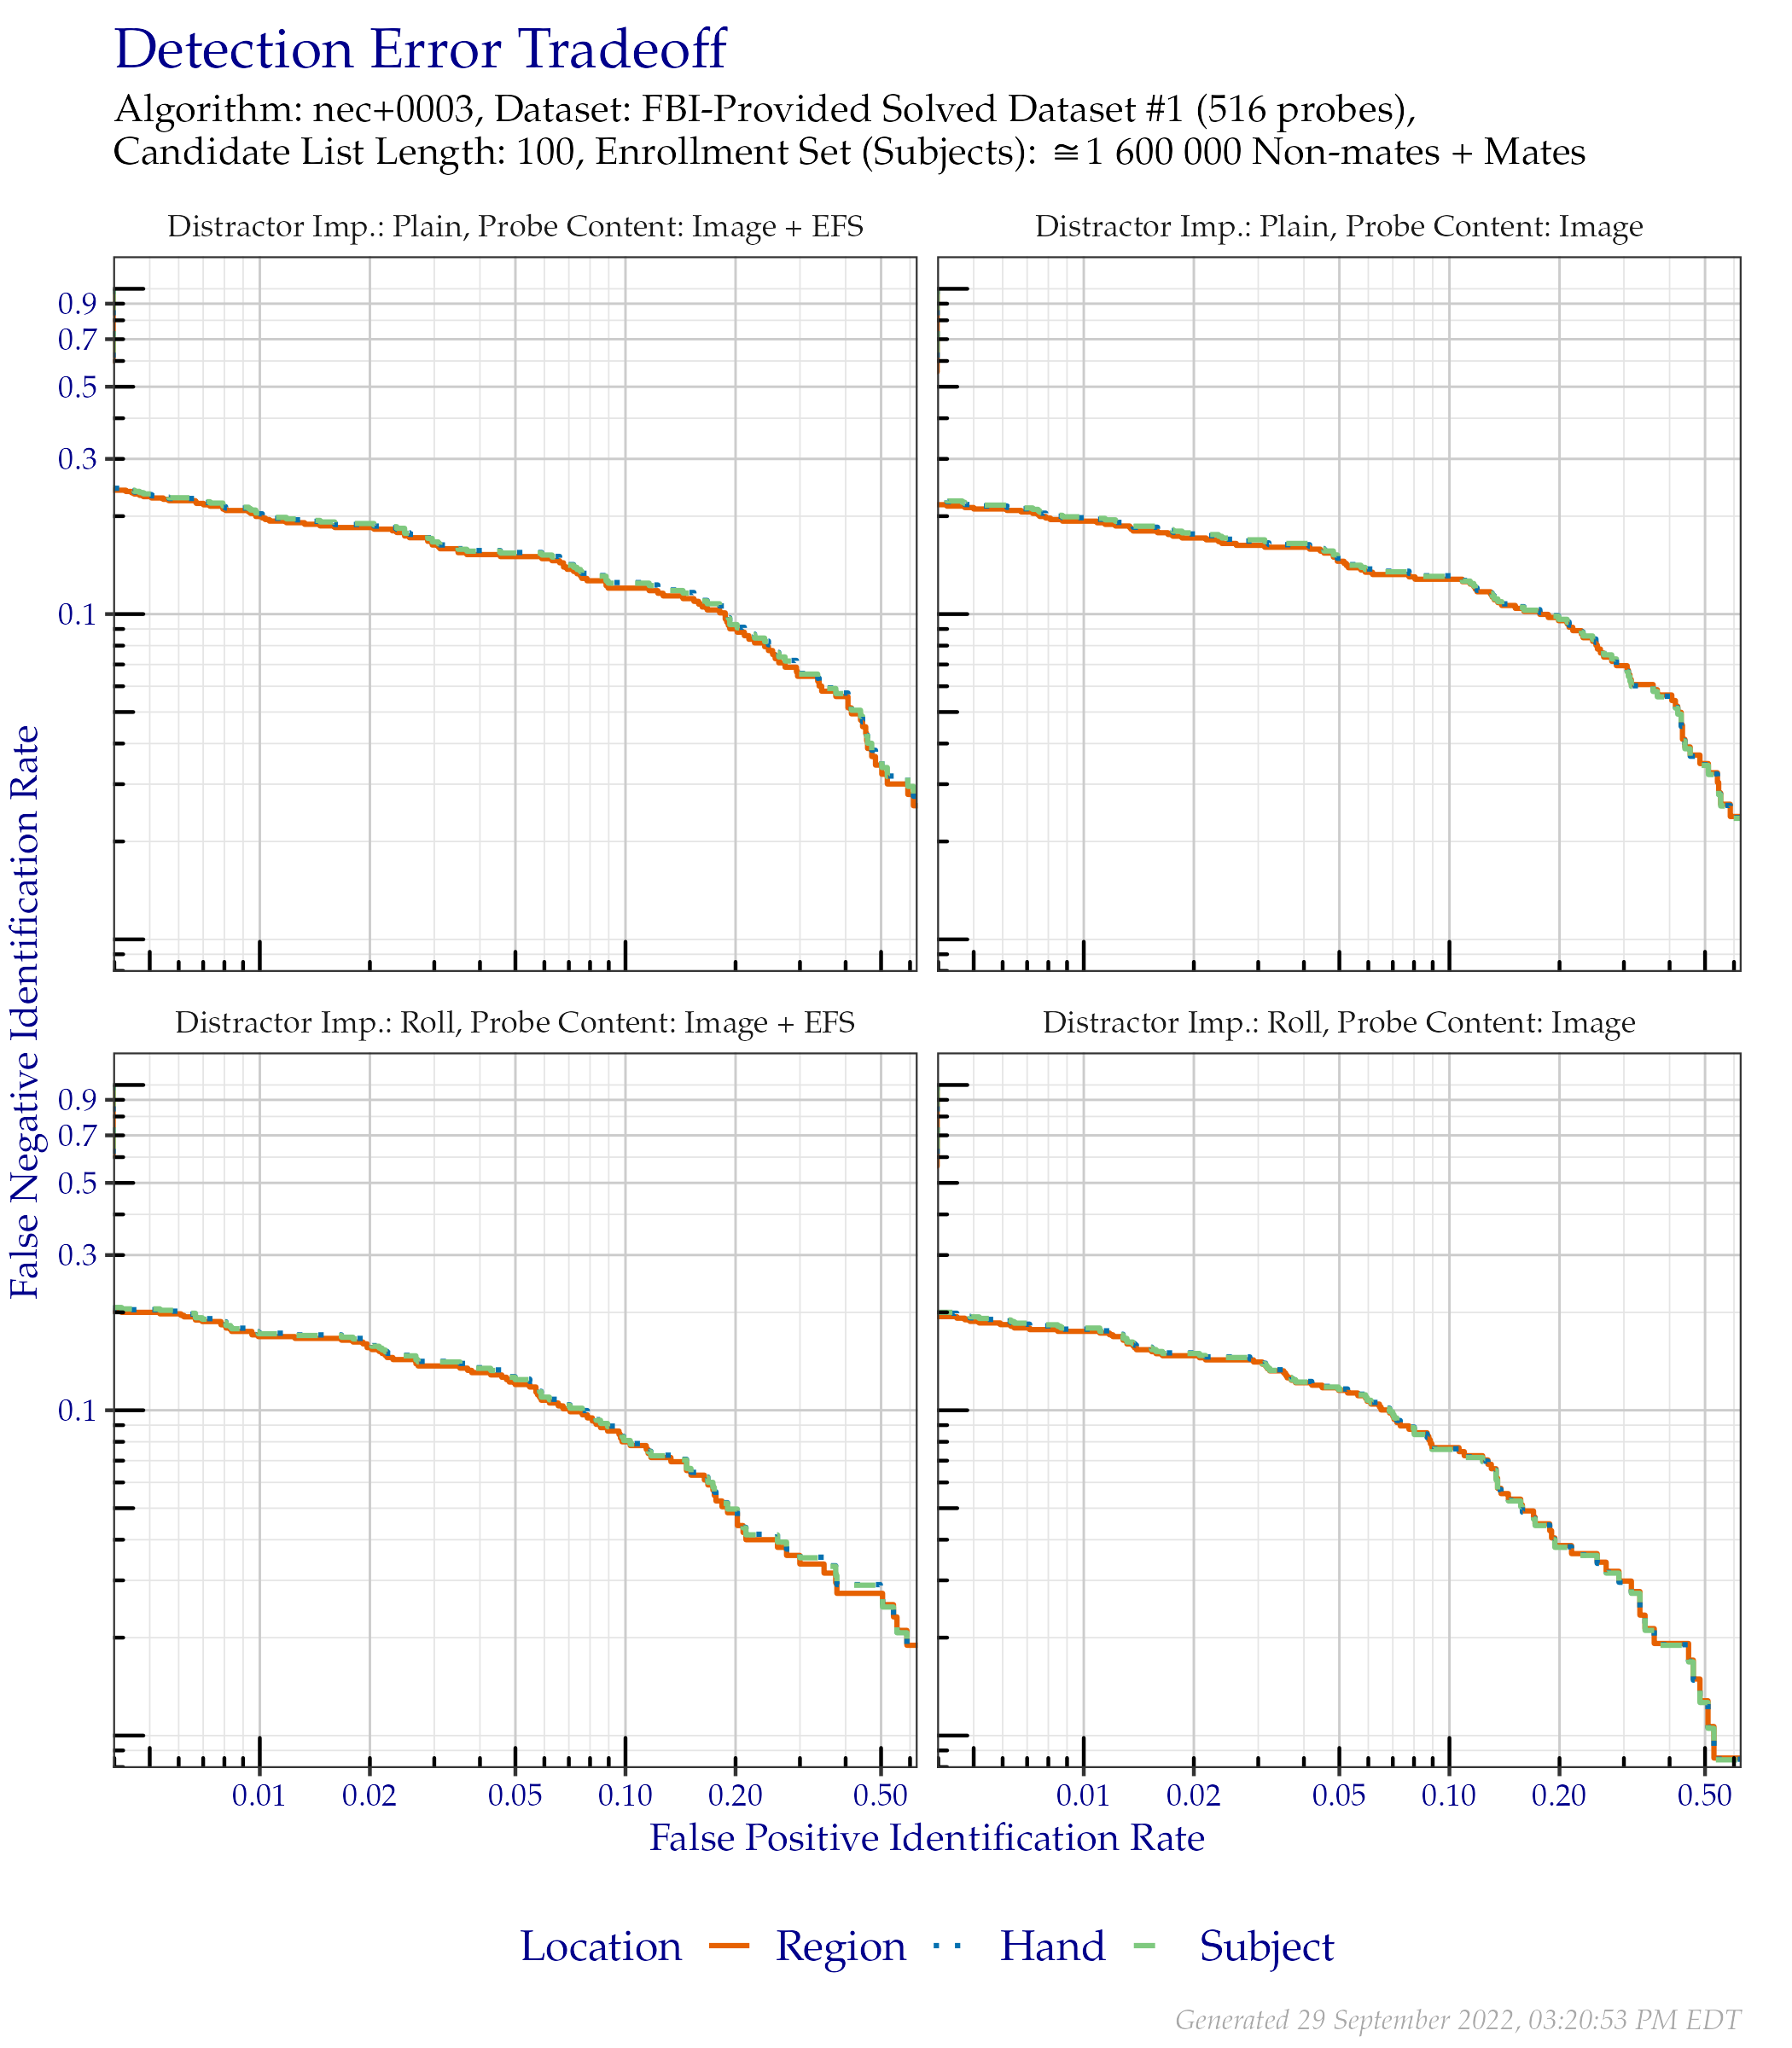 Detection Error Tradeoff
Algorithm: nec+0003, Dataset: FBI-Provided Solved Dataset #1 (516 probes),
Candidate List Length: 100, Enrollment Set (Subjects): ≅1 600 000 Non-mates + Mates
Distractor Imp.: Plain, Probe Content: Image + EFS
Distractor Imp.: Plain, Probe Content: Image
0.9
0.7
0.5
0.3
0.1
False Negative Identification Rate
Distractor Imp.: Roll, Probe Content: Image + EFS
Distractor Imp.: Roll, Probe Content: Image
0.9
0.7
0.5
0.3
0.1
0.01 0.02 0.05 0.10 0.20 0.50
0.01 0.02 0.05 0.10 0.20 0.50
False Positive Identification Rate
Location Region Hand Subject
Generated 29 September 2022, 03:20:53 PM EDT